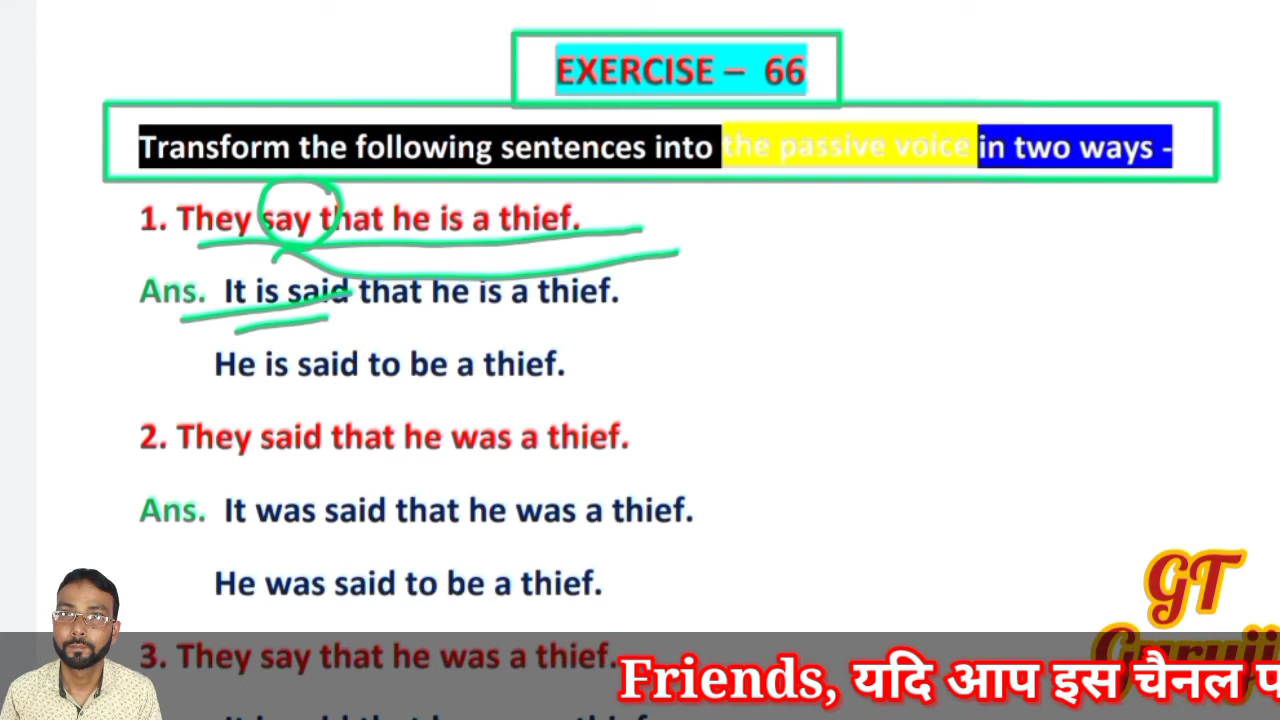 EXERCISE – 66
Transform the following sentences into the passive voice in two ways -
1. They say that he is a thief.
Ans. It is said that he is a thief.
He is said to be a thief.
2. They said that he was a thief.
Ans. It was said that he was a thief.
He was said to be a thief.
3. They say that he was a thief.
GT
Guruji
Friends, यदि आप इस चैनल